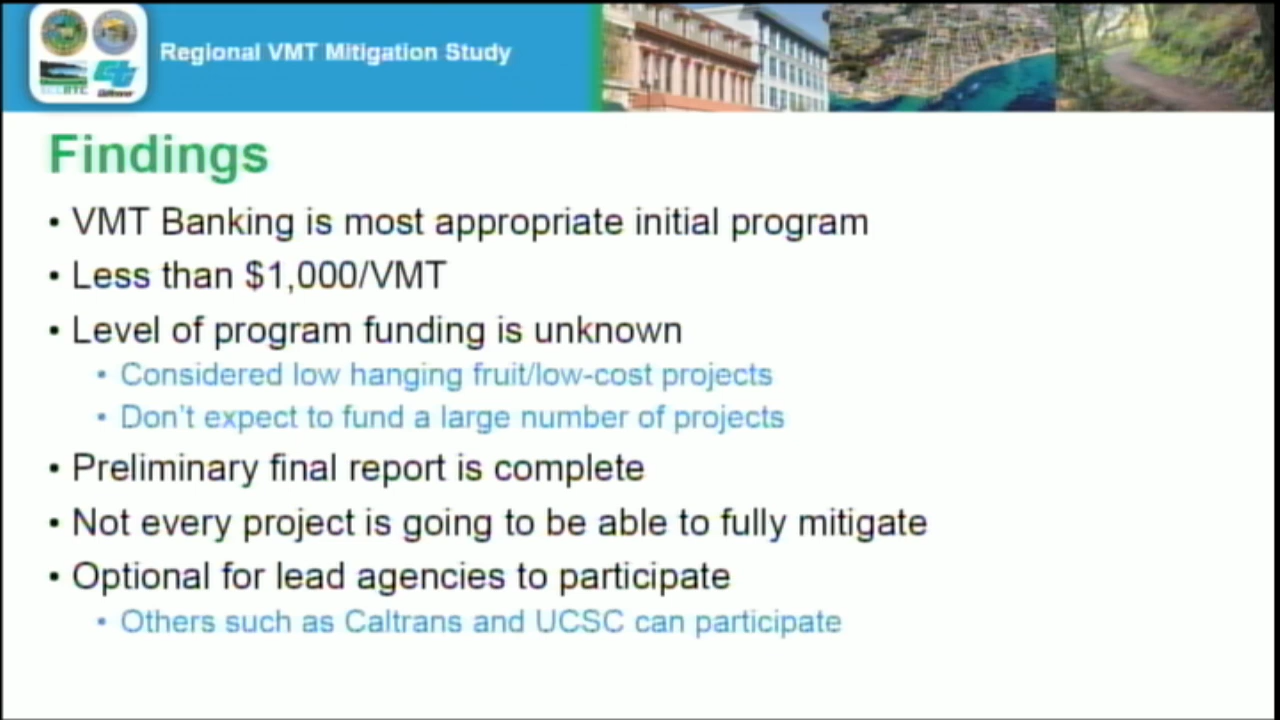 Regional VMT Mitigation Study
Findings
• VMT Banking is most appropriate initial program
• Less than $1,000/VMT
• Level of program funding is unknown
• Considered low hanging fruit/low-cost projects
• Don't expect to fund a large number of projects
• Preliminary final report is complete
• Not every project is going to be able to fully mitigate
• Optional for lead agencies to participate
• Others such as Caltrans and UCSC can participate